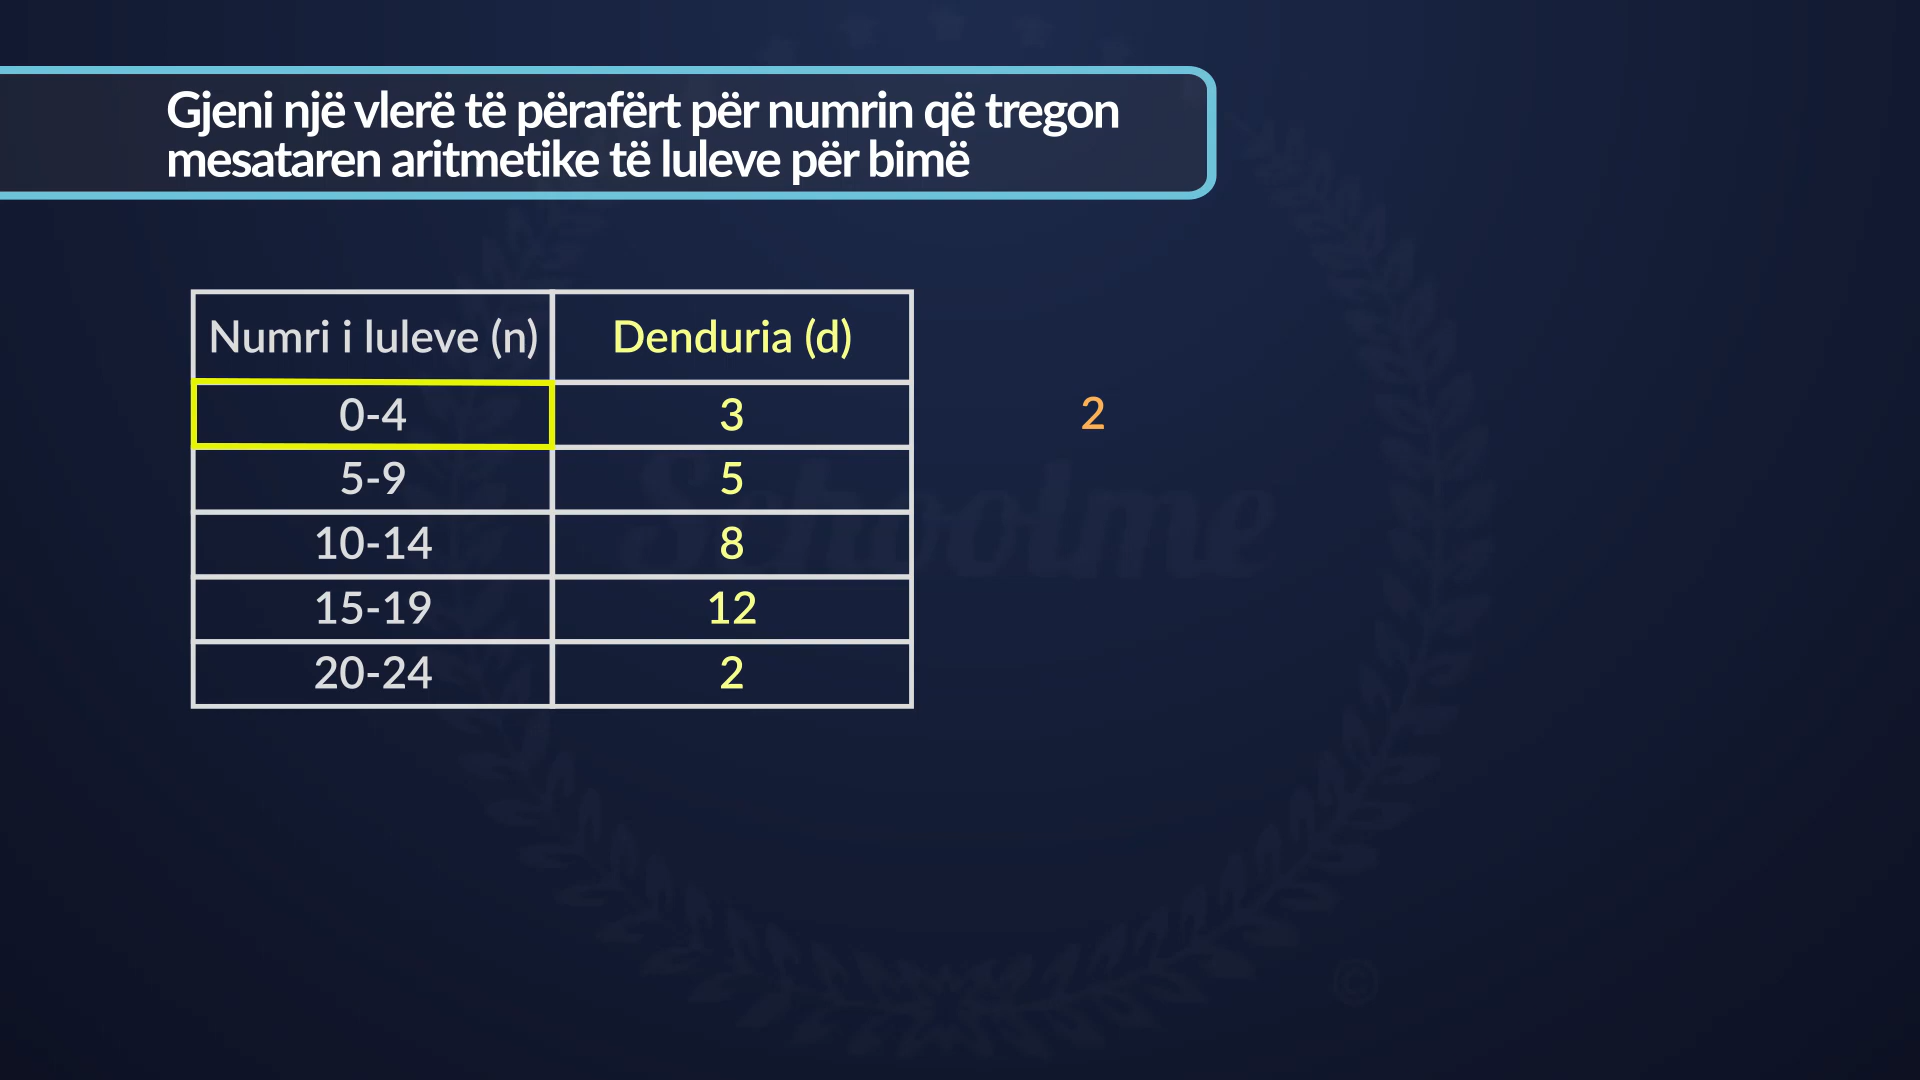 Gjeni një vlerë të përafërt për numrin që tregon
mesataren aritmetike të luleve për bimë
Numri i luleve (n) Denduria (d)
0-4 3 2
5-9 5
10-14 8
15-19 12
20-24 2
Schoolme
©